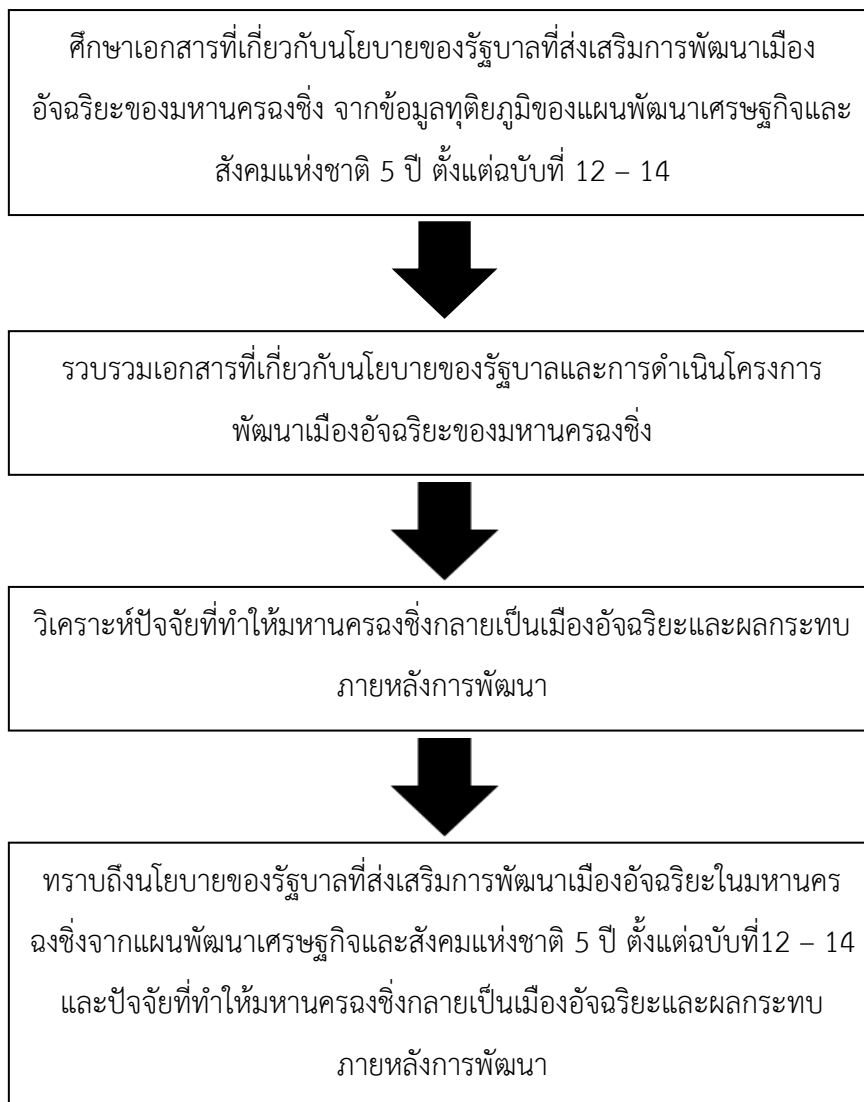 ศึกษาเอกสารที่เกี่ยวกับนโยบายของรัฐบาลที่ส่งเสริมการพัฒนาเมือง
อัจฉริยะของมหานครฉงชิ่ง จากข้อมูลทุติยภูมิของแผนพัฒนาเศรษฐกิจและ
สังคมแห่งชาติ 5 ปี ตั้งแต่ฉบับที่ 12 – 14
รวบรวมเอกสารที่เกี่ยวกับนโยบายของรัฐบาลและการดำเนินโครงการ
พัฒนาเมืองอัจฉริยะของมหานครฉงชิ่ง
วิเคราะห์ปัจจัยที่ทำให้มหานครฉงชิ่งกลายเป็นเมืองอัจฉริยะและผลกระทบ
ภายหลังการพัฒนา
ทราบถึงนโยบายของรัฐบาลที่ส่งเสริมการพัฒนาเมืองอัจฉริยะในมหานคร
ฉงชิ่งจากแผนพัฒนาเศรษฐกิจและสังคมแห่งชาติ 5 ปี ตั้งแต่ฉบับที่12 – 14
และปัจจัยที่ทำให้มหานครฉงชิ่งกลายเป็นเมืองอัจฉริยะและผลกระทบ
ภายหลังการพัฒนา